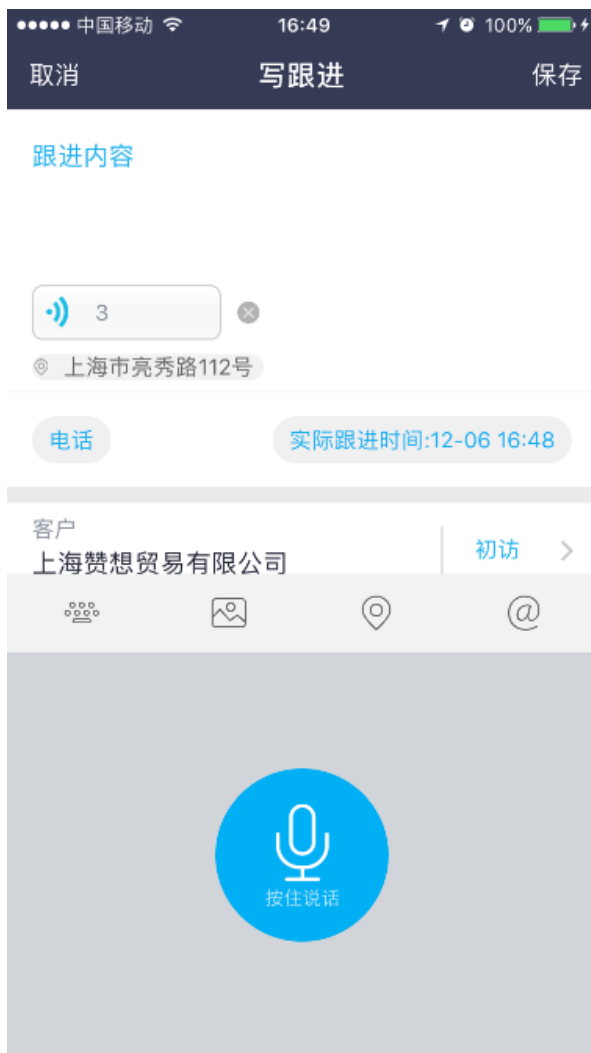 中国移动 16:49 100%
取消 写跟进 保存
跟进内容
3
上海市亮秀路112号
电话 实际跟进时间:12-06 16:48
客户
上海赞想贸易有限公司 初访
@
按住说话